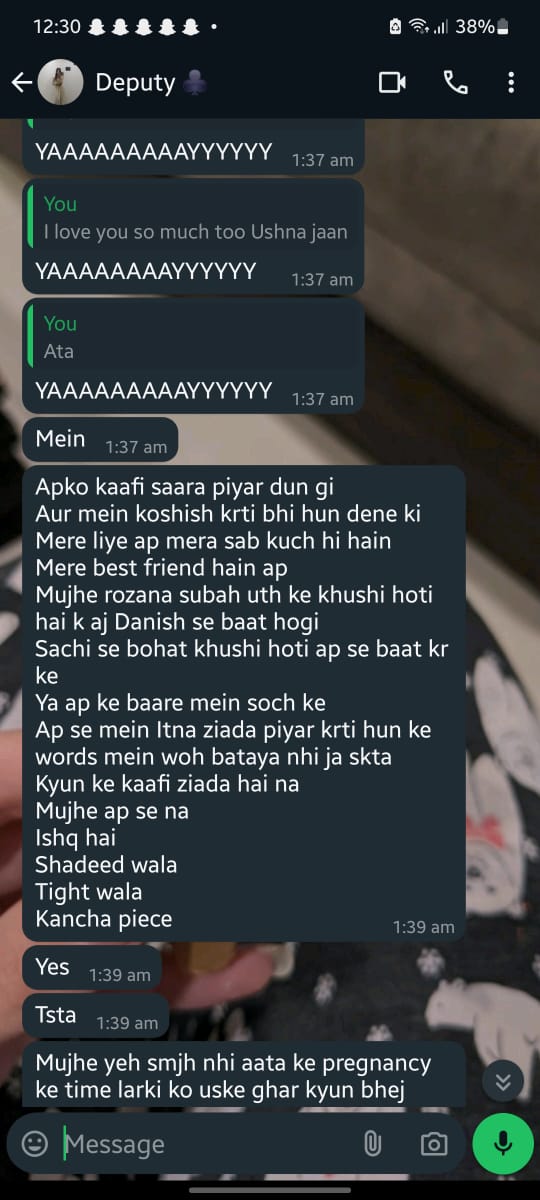 12:30
38%
Deputy
YAAAAAAAAAYYYYYY 1:37 am
You
I love you so much too Ushna jaan
YAAAAAAAAYYYYYY 1:37 am
You
Ata
YAAAAAAAAAYYYYYY 1:37 am
Mein 1:37 am
Apko kaafi saara piyar dun gi
Aur mein koshish krti bhi hun dene ki
Mere liye ap mera sab kuch hi hain
Mere best friend hain ap
Mujhe rozana subah uth ke khushi hoti
hai k aj Danish se baat hogi
Sachi se bohat khushi hoti ap se baat kr
ke
Ya ap ke baare mein soch ke
Ap se mein Itna ziada piyar krti hun ke
words mein woh bataya nhi ja skta
Kyun ke kaafi ziada hai na
Mujhe ap se na
Ishq hai
Shadeed wala
Tight wala
Kancha piece 1:39 am
Yes 1:39 am
Tsta 1:39 am
Mujhe yeh smjh nhi aata ke pregnancy
ke time larki ko uske ghar kyun bhej
Message